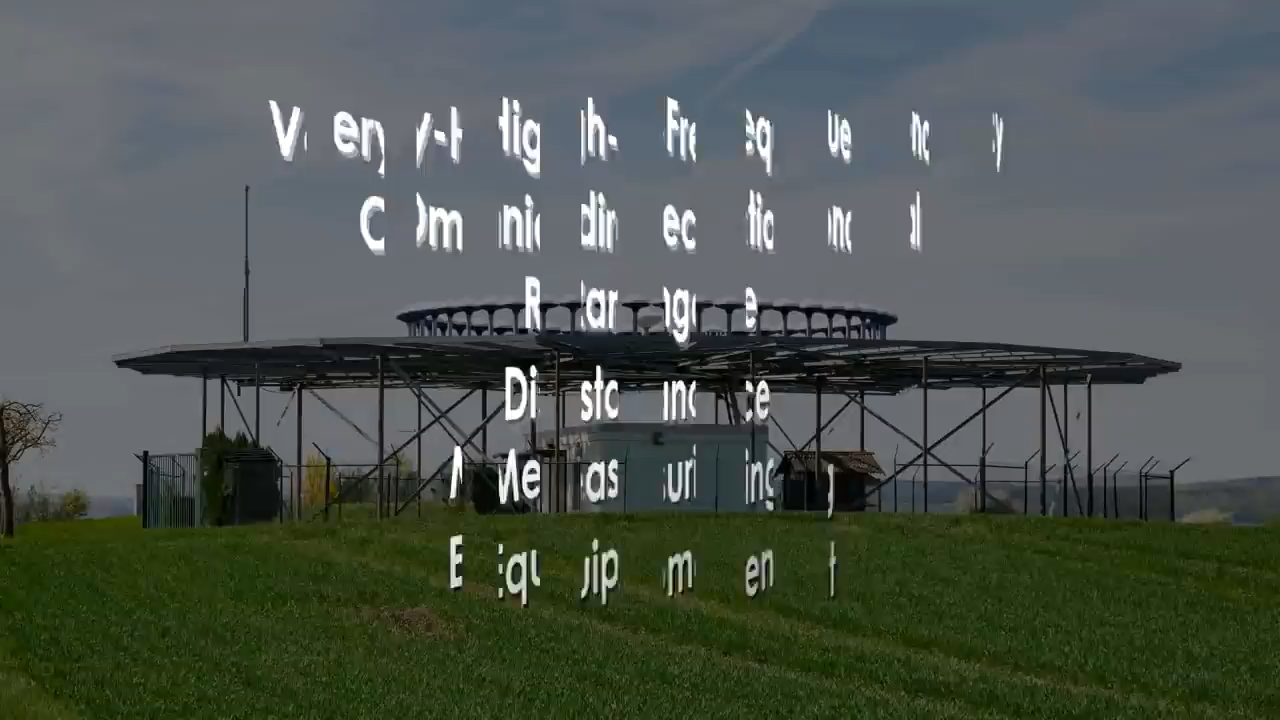 Very-High-Frequency
Omnidirectional
Range
Distance
Measuring
Equipment